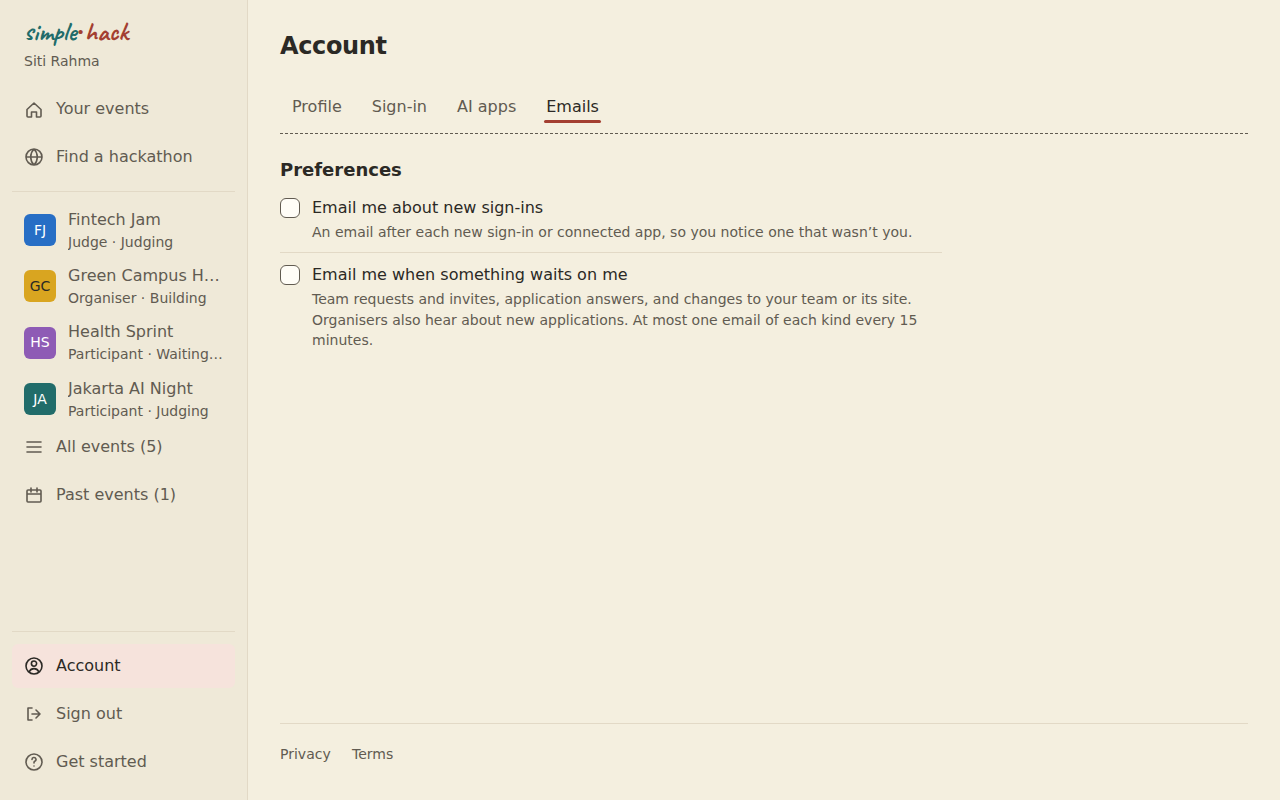 simple·hack
Siti Rahma
Your events
Find a hackathon
FJ
Fintech Jam
Judge · Judging
GC
Green Campus H…
Organiser · Building
HS
Health Sprint
Participant · Waiting…
JA
Jakarta AI Night
Participant · Judging
All events (5)
Past events (1)
Account
Sign out
Get started
Account
Profile Sign-in AI apps Emails
Preferences
Email me about new sign-ins
An email after each new sign-in or connected app, so you notice one that wasn’t you.
Email me when something waits on me
Team requests and invites, application answers, and changes to your team or its site.
Organisers also hear about new applications. At most one email of each kind every 15
minutes.
Privacy Terms